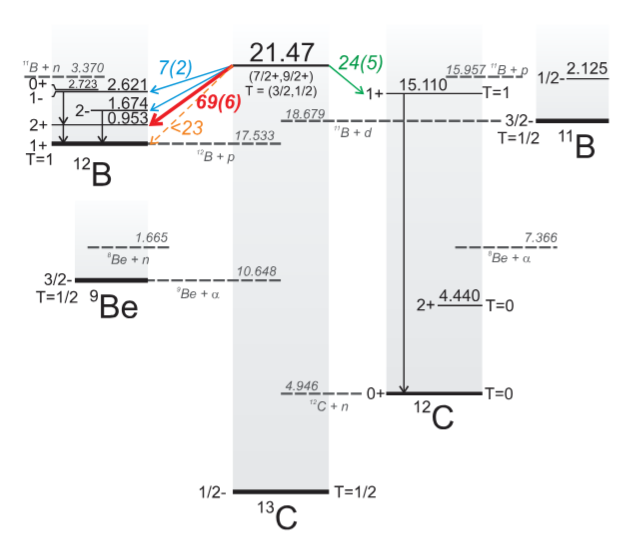 21.47
(7/2+,9/2+)
T = (3/2,1/2)
7(2)
69(6)
<23
24(5)
¹¹B + n 3.370
0+ 2.723 2.621
1-
2- 1.674
2+ 0.953
1+
T=1
¹²B
17.533
¹²B + p
18.679
¹¹B + d
1+ 15.110 T=1
15.957 ¹¹B + p
1/2- 2.125
3/2-
T=1/2
¹¹B
1.665
⁸Be + n
3/2-
T=1/2
⁹Be
10.648
⁹Be + α
7.366
⁸Be + α
2+ 4.440 T=0
4.946
¹²C + n
0+ T=0
¹²C
1/2- T=1/2
¹³C